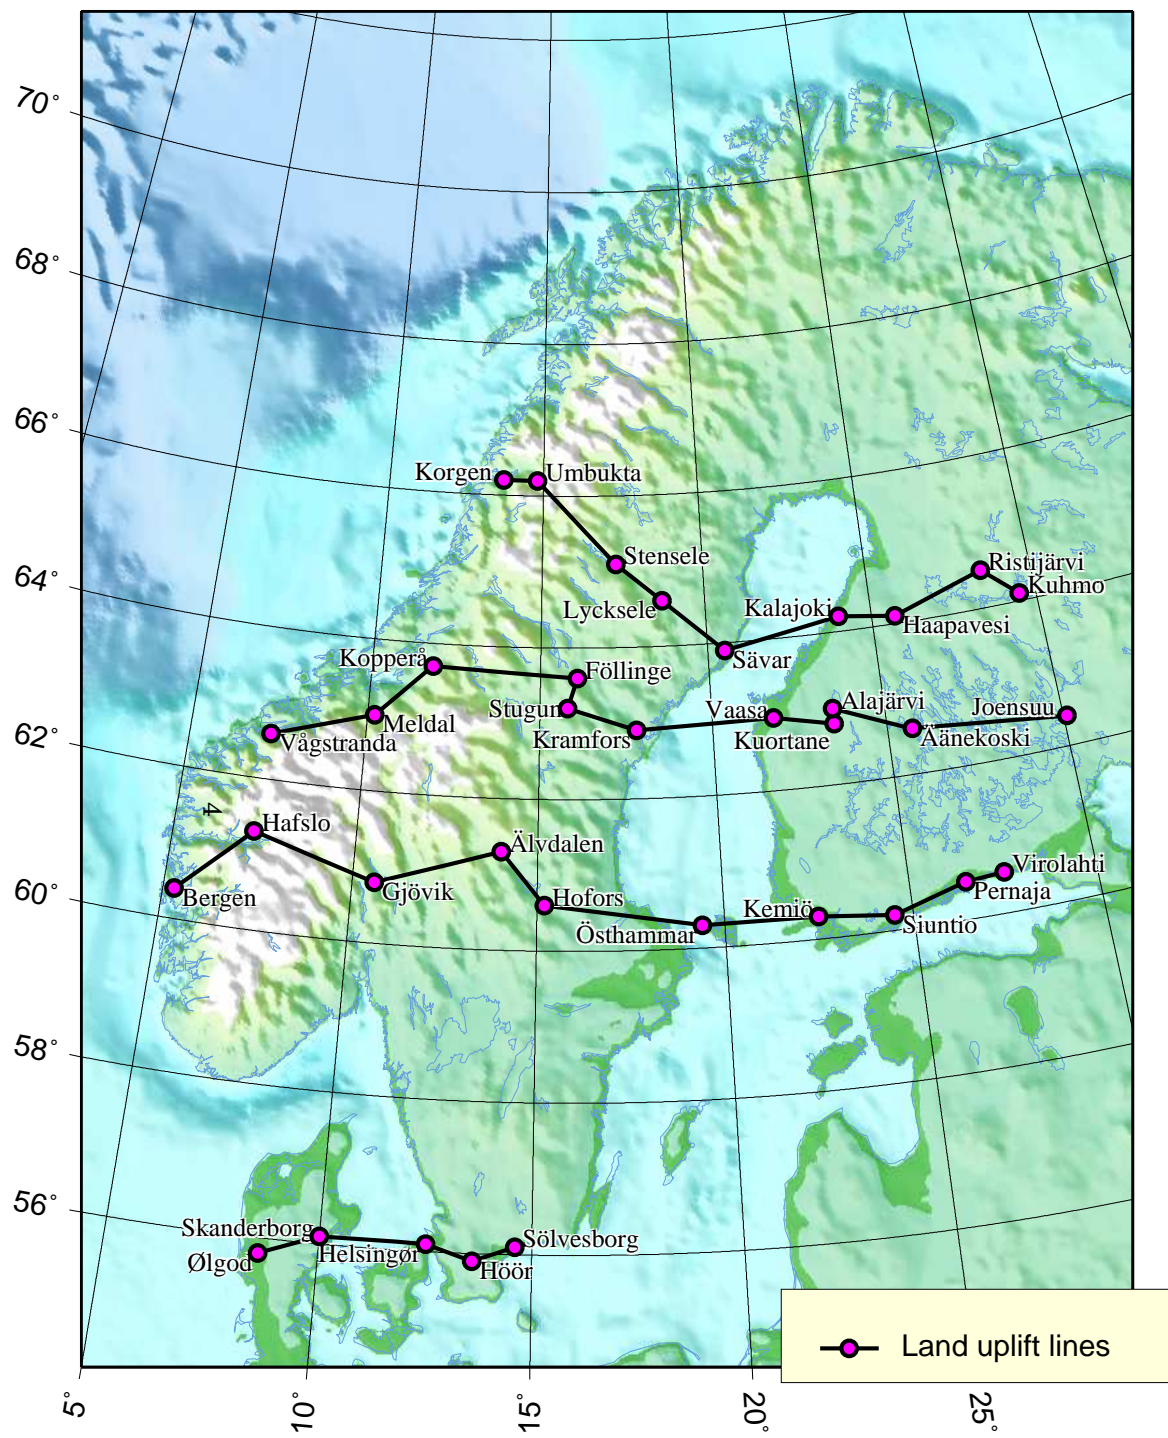 70°
68°
66°
Korgen
Umbukta
Stensele
Ristijärvi
64°
Kuhmo
Lycksele
Kalajoki
Haapavesi
Kopperå
Sävar
Föllinge
Stugun
Vaasa
Alajärvi
Joensuu
Meldal
62°
Vågstranda
Kramfors
Kuortane
Äänekoski
4
Hafslo
Älvdalen
Virolahti
60°
Bergen
Gjövik
Hofors
Kemiö
Pernaja
Östhammar
Siuntio
58°
56°
Skanderborg
Sölvesborg
Ølgod
Helsingør
Höör
Land uplift lines
5°
10°
15°
20°
25°